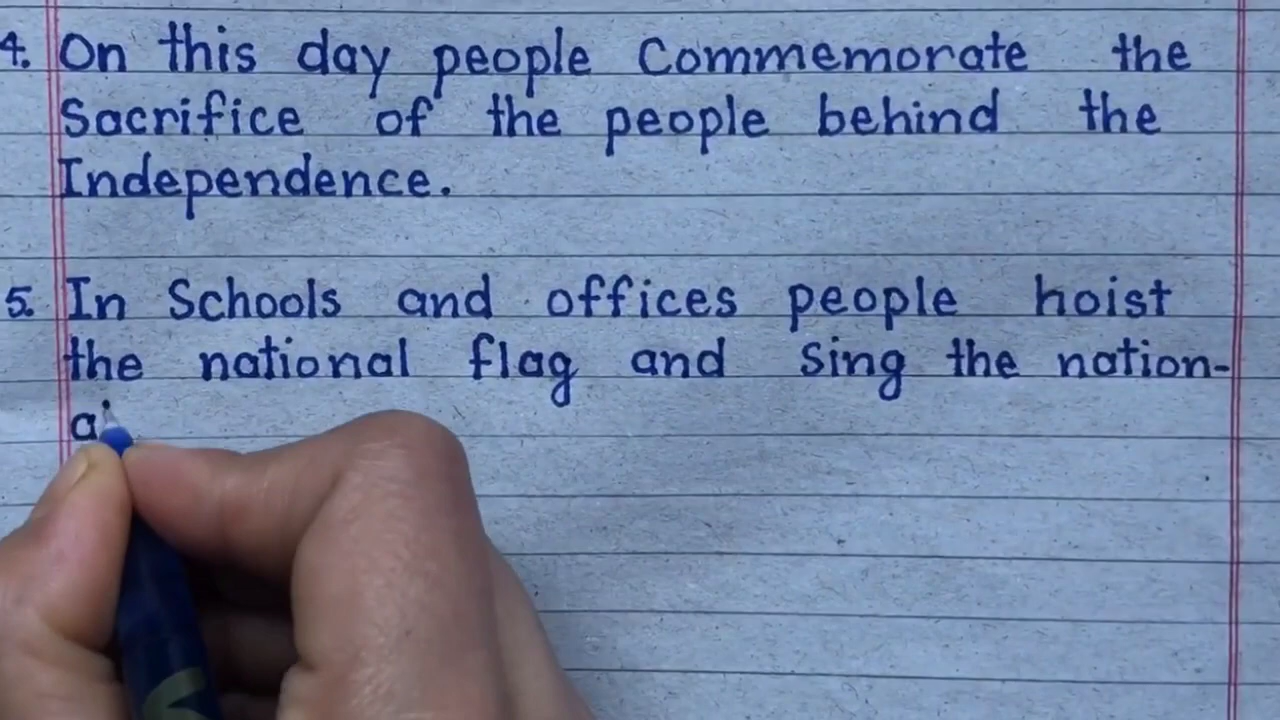 4. On this day people Commemorate the
Sacrifice of the people behind the
Independence.
5. In Schools and offices people hoist
the national flag and Sing the nation-
a